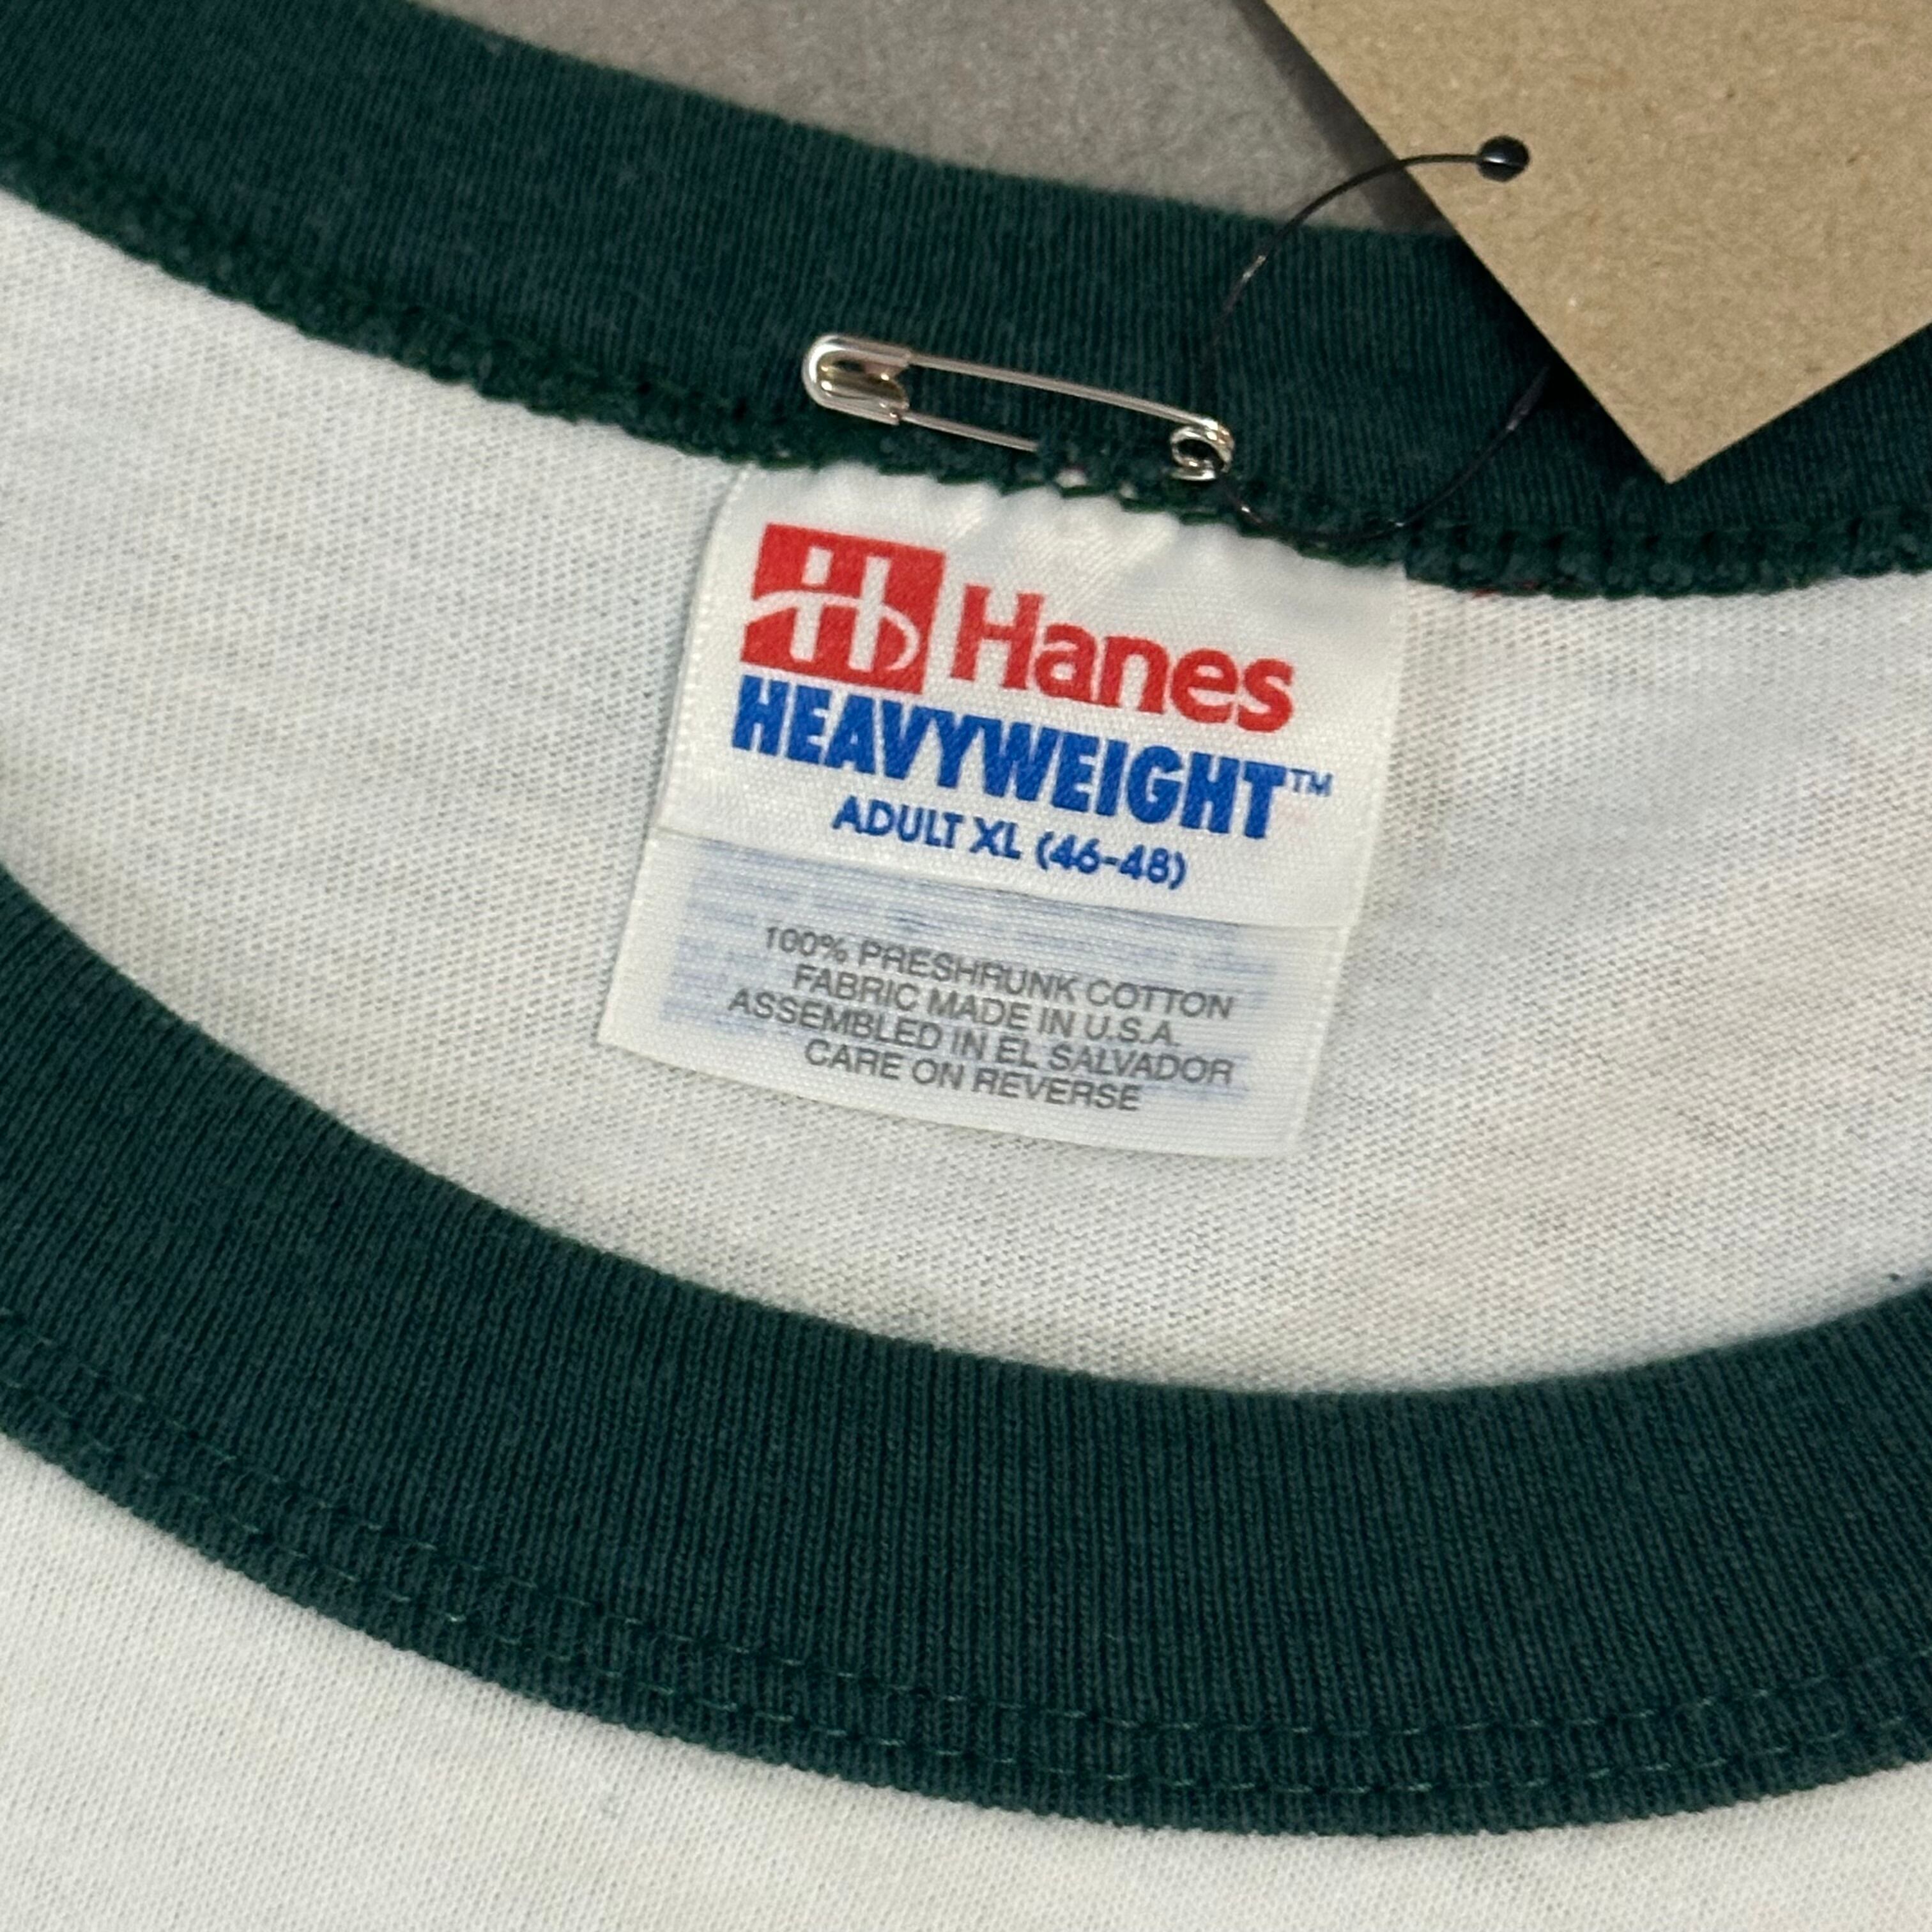 Hanes
HEAVYWEIGHT™
ADULT XL (46-48)
100% PRESHRUNK COTTON
FABRIC MADE IN U.S.A.
ASSEMBLED IN EL SALVADOR
CARE ON REVERSE